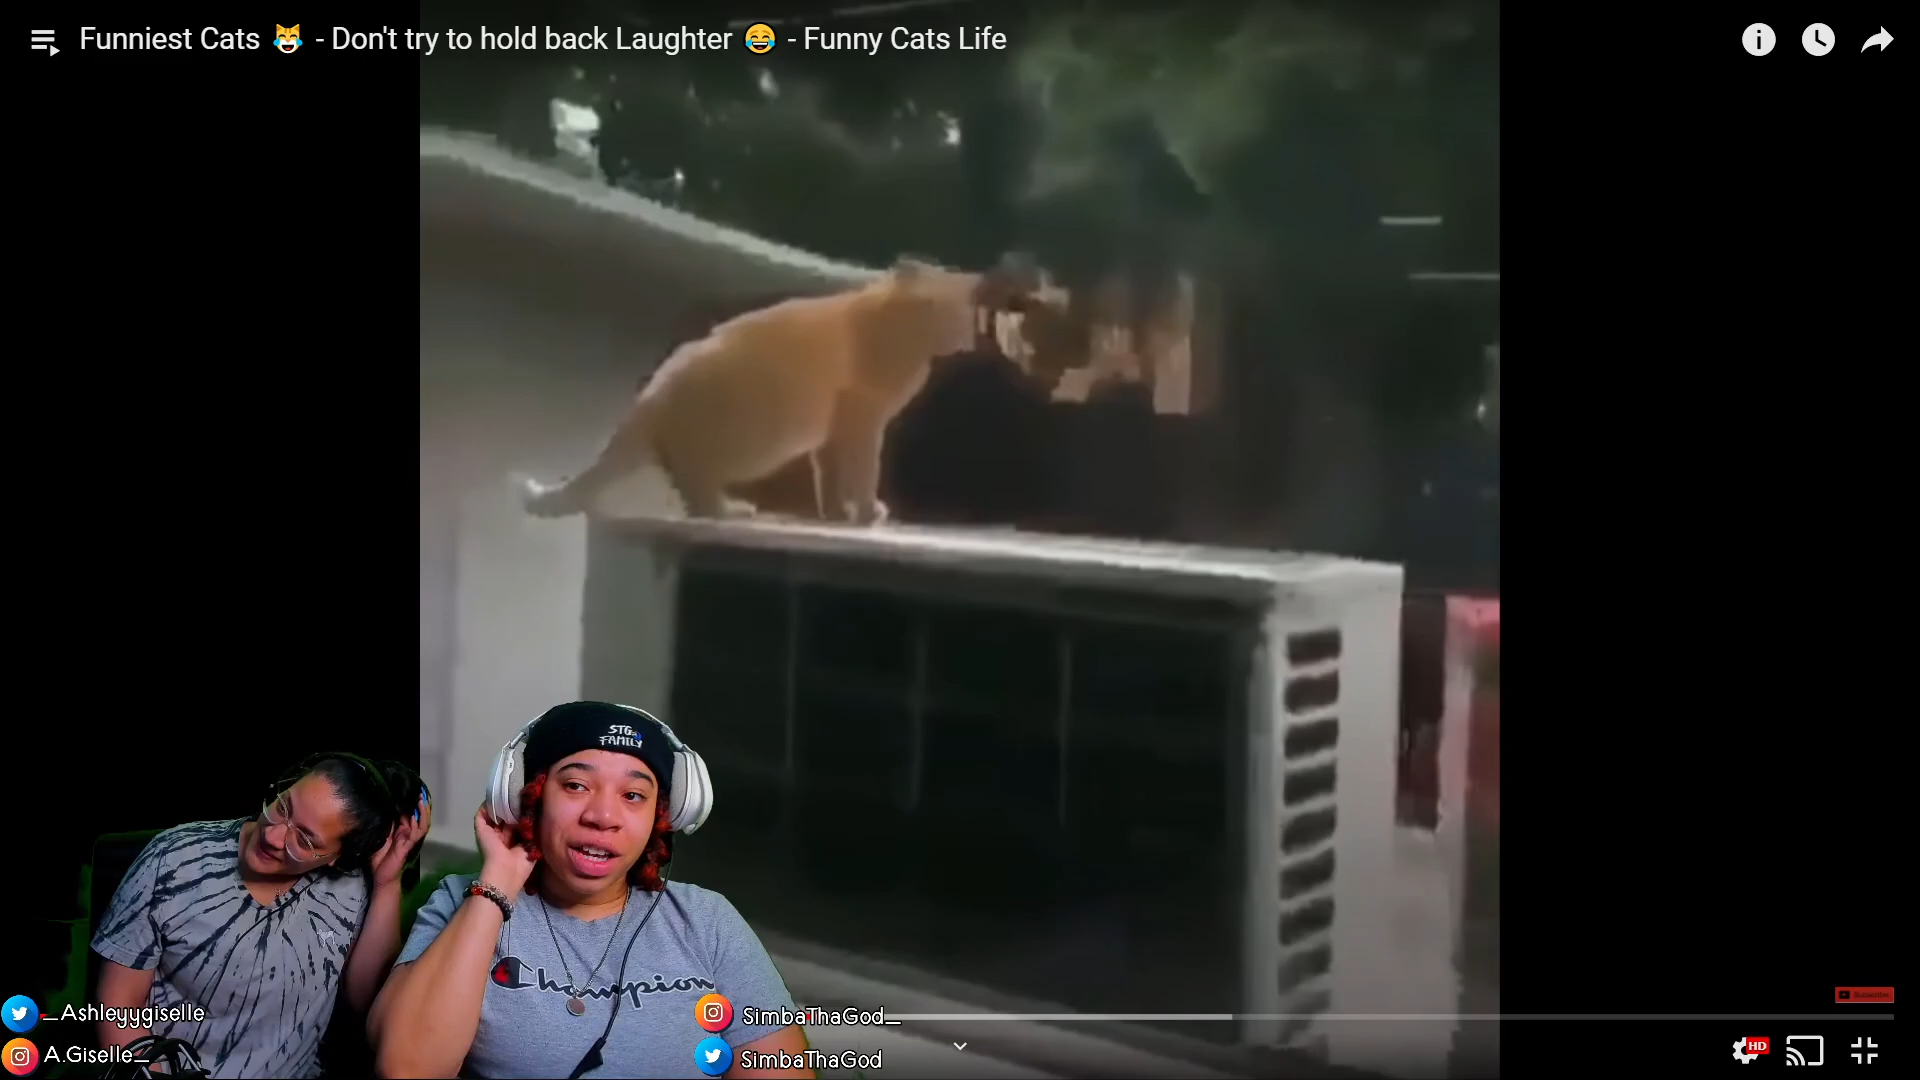 Funniest Cats 😹 - Don't try to hold back Laughter 😂 - Funny Cats Life
STG
FAMILY
Champion
_Ashleyygiselle
SimbaThaGod_
A.Giselle_
SimbaThaGod
HD
Subscribe